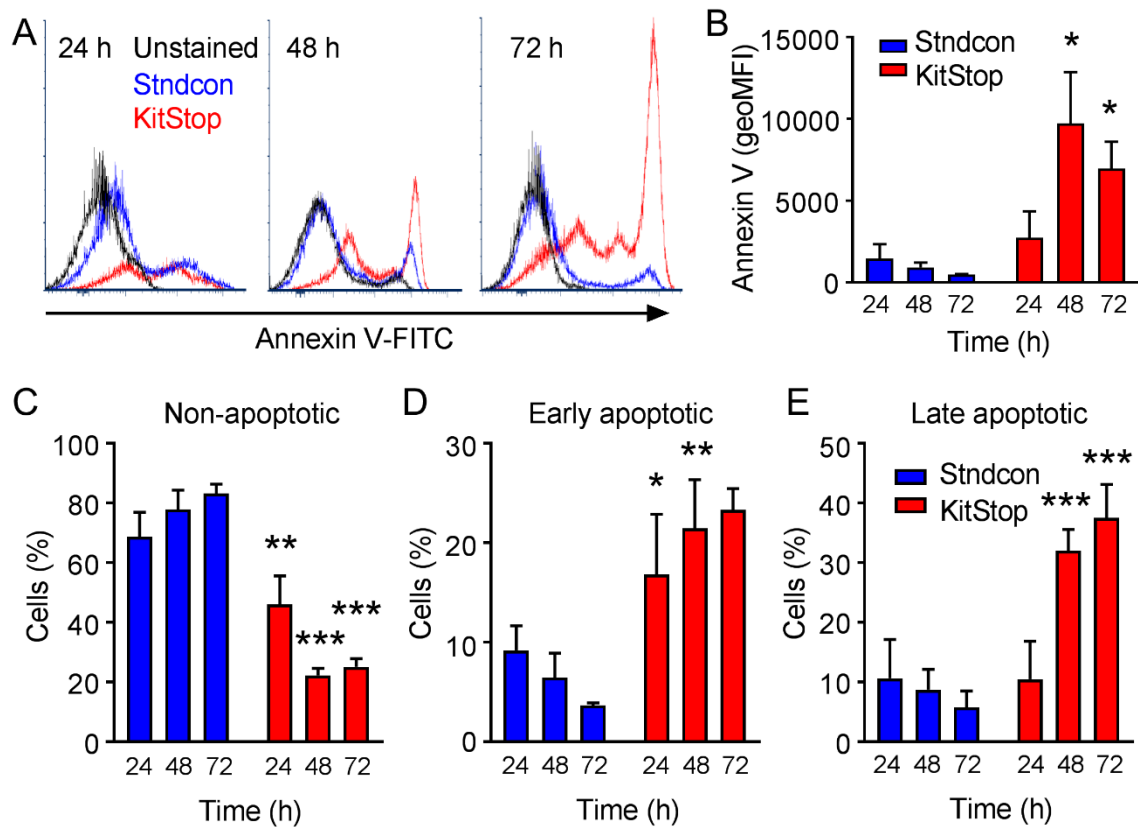 A
24 h
Unstained
Stndcon
KitStop
48 h
72 h
Annexin V-FITC
B
Annexin V (geoMFI)
15000
10000
5000
0
Stndcon
KitStop
*
*
24 48 72 24 48 72
Time (h)
C
Non-apoptotic
Cells (%)
100
80
60
40
20
0
**
***
***
24 48 72 24 48 72
Time (h)
D
Early apoptotic
Cells (%)
30
20
10
0
*
**
24 48 72 24 48 72
Time (h)
E
Late apoptotic
Cells (%)
50
40
30
20
10
0
Stndcon
KitStop
***
***
24 48 72 24 48 72
Time (h)